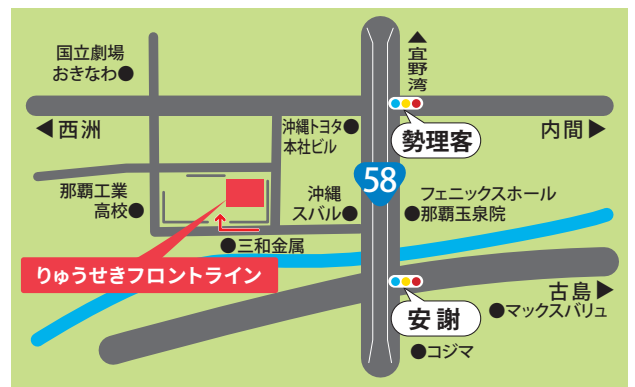 国立劇場
おきなわ●
▲宜野湾
◀西洲
沖縄トヨタ●
本社ビル
勢理客
内間▶
58
那覇工業
高校●
沖縄
スバル●
フェニックスホール
●那覇玉泉院
●三和金属
りゅうせきフロントライン
古島▶
●マックスバリュ
安謝
●コジマ